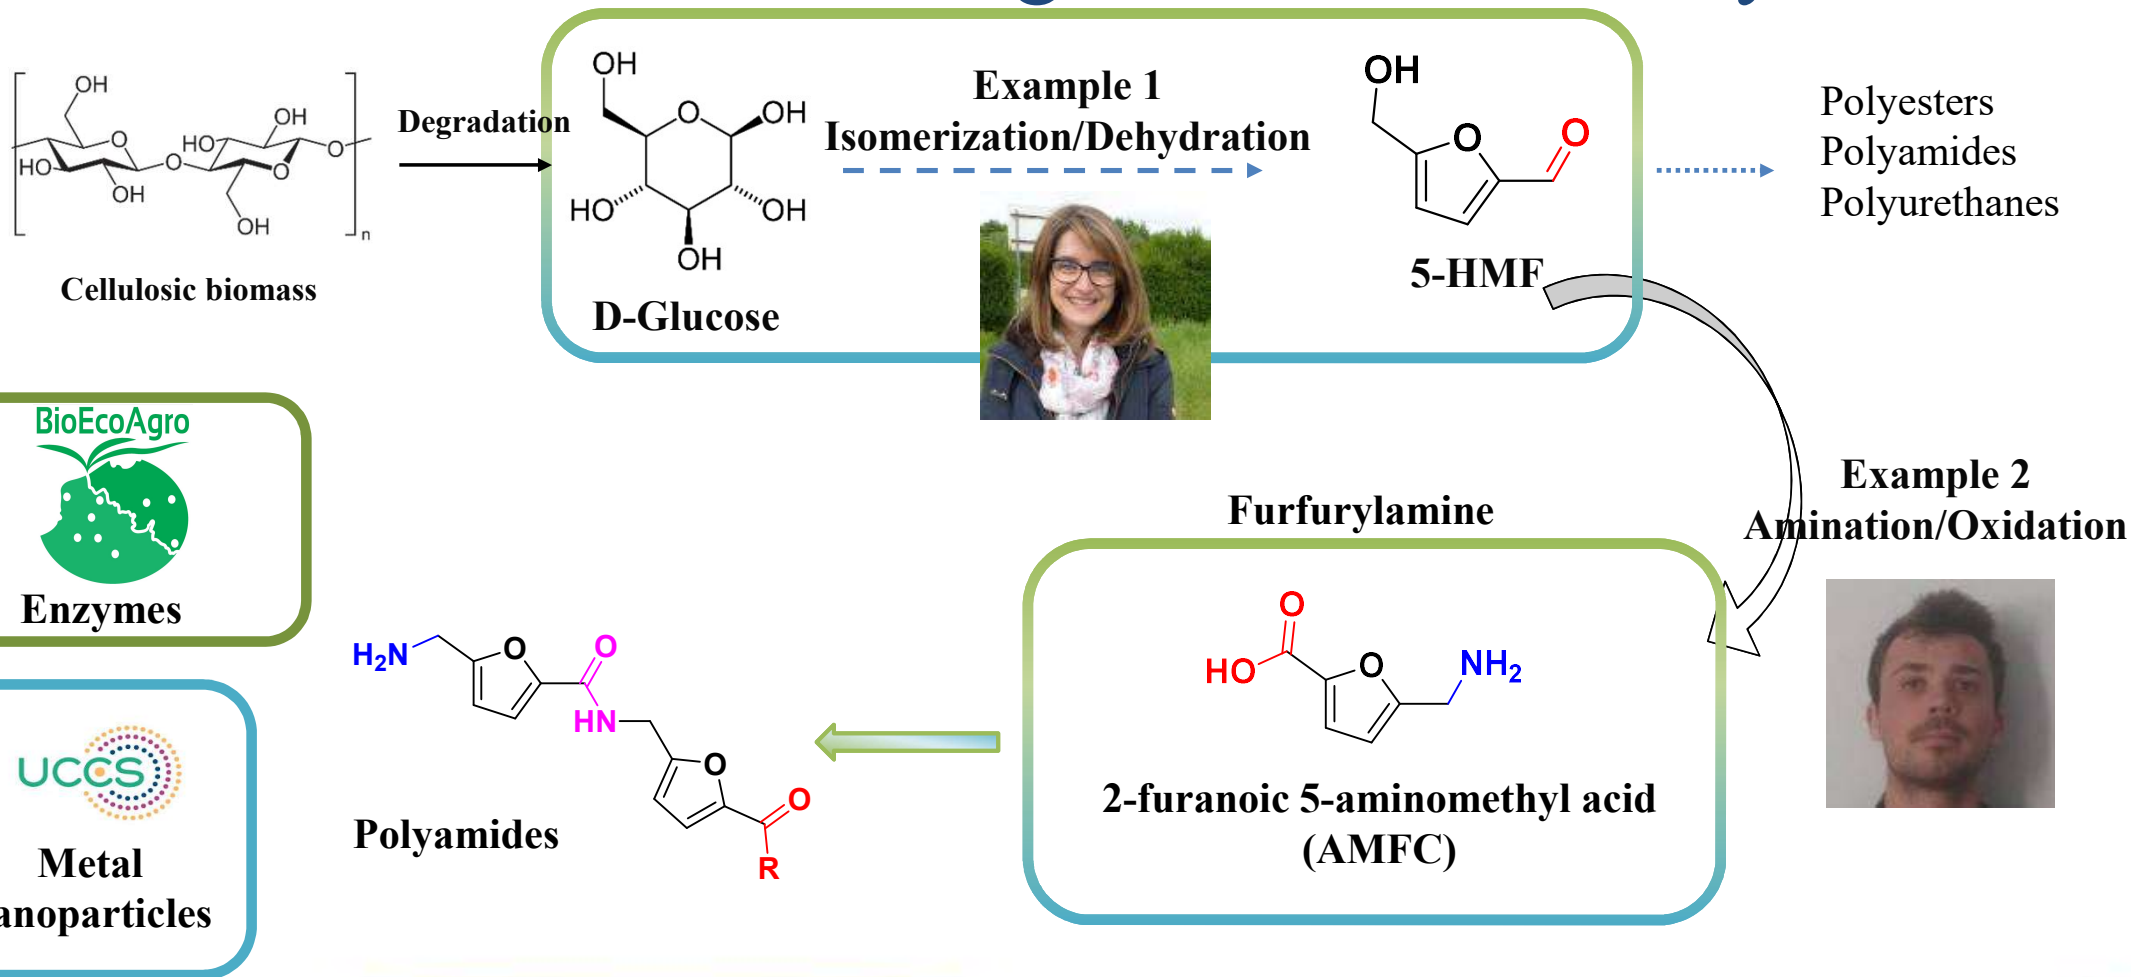 OH
OH
HO
O
HO
OH
O
O
O
OH
n
Cellulosic biomass
Degradation
OH
O
OH
HO
OH
OH
D-Glucose
Example 1
Isomerization/Dehydration
OH
O
O
5-HMF
Polyesters
Polyamides
Polyurethanes
BioEcoAgro
Enzymes
UCCS
Metal
anoparticles
Example 2
Amination/Oxidation
Furfurylamine
O
HO
O
NH2
2-furanoic 5-aminomethyl acid
(AMFC)
H2N
O
O
HN
O
O
R
Polyamides